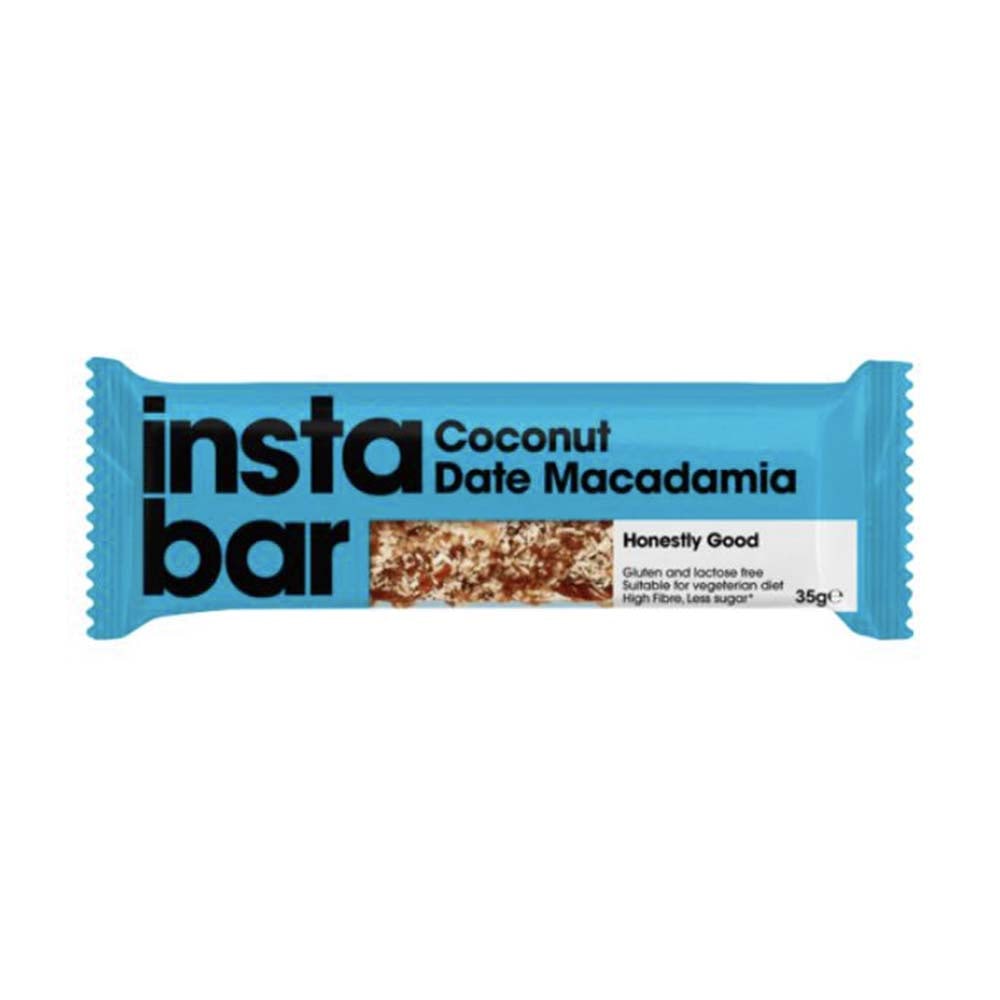 insta
bar
Coconut
Date Macadamia
Honestly Good
Gluten and lactose free
Suitable for vegeterian diet
High Fibre, Less sugar*
35g℮